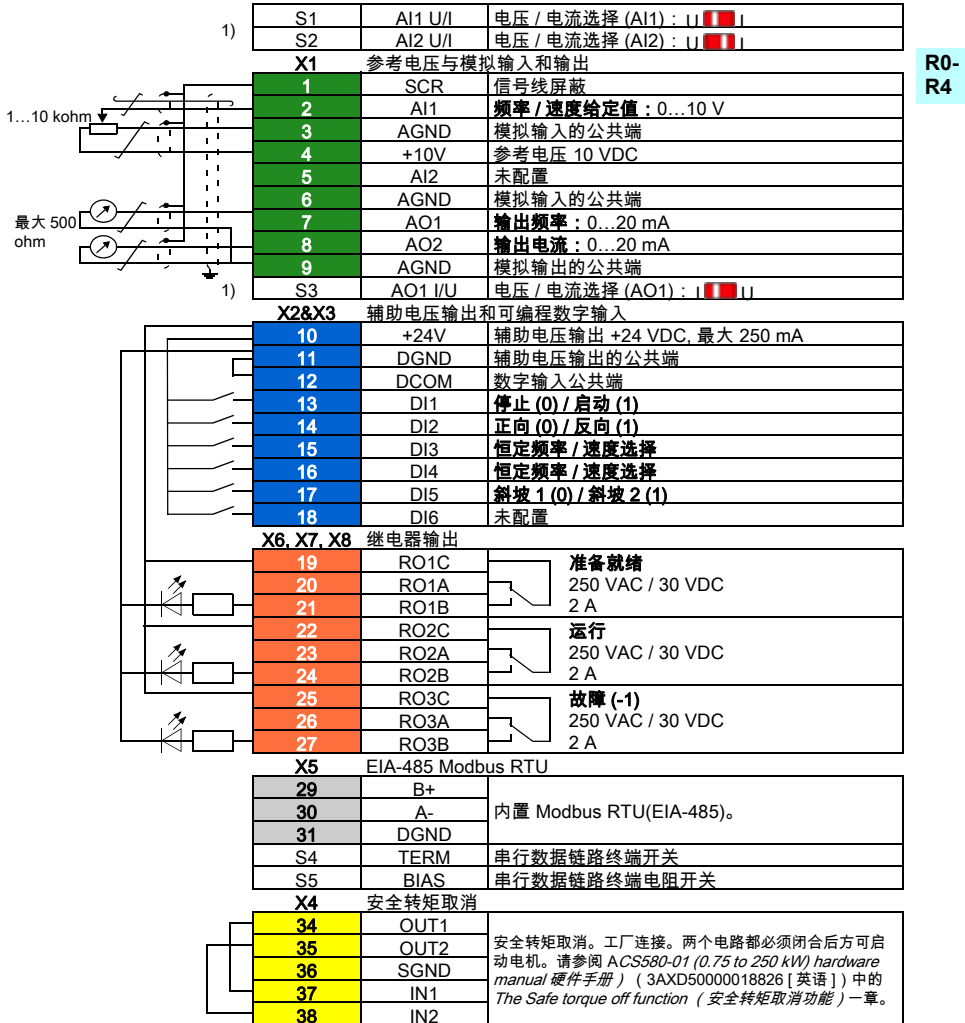 1) S1 AI1 U/I 电压 / 电流选择 (AI1)： U I
S2 AI2 U/I 电压 / 电流选择 (AI2)： U I
X1 参考电压与模拟输入和输出
R0-
R4
1 SCR 信号线屏蔽
1…10 kohm
2 AI1 频率 / 速度给定值：0…10 V
3 AGND 模拟输入的公共端
4 +10V 参考电压 10 VDC
5 AI2 未配置
6 AGND 模拟输入的公共端
最大 500
ohm
7 AO1 输出频率：0…20 mA
8 AO2 输出电流：0…20 mA
9 AGND 模拟输出的公共端
1) S3 AO1 I/U 电压 / 电流选择 (AO1)： I U
X2&X3 辅助电压输出和可编程数字输入
10 +24V 辅助电压输出 +24 VDC, 最大 250 mA
11 DGND 辅助电压输出的公共端
12 DCOM 数字输入公共端
13 DI1 停止 (0) / 启动 (1)
14 DI2 正向 (0) / 反向 (1)
15 DI3 恒定频率 / 速度选择
16 DI4 恒定频率 / 速度选择
17 DI5 斜坡 1 (0) / 斜坡 2 (1)
18 DI6 未配置
X6, X7, X8 继电器输出
19 RO1C 准备就绪
20 RO1A 250 VAC / 30 VDC
21 RO1B 2 A
22 RO2C 运行
23 RO2A 250 VAC / 30 VDC
24 RO2B 2 A
25 RO3C 故障 (-1)
26 RO3A 250 VAC / 30 VDC
27 RO3B 2 A
X5 EIA-485 Modbus RTU
29 B+
30 A- 内置 Modbus RTU(EIA-485)。
31 DGND
S4 TERM 串行数据链路终端开关
S5 BIAS 串行数据链路终端电阻开关
X4 安全转矩取消
34 OUT1
35 OUT2
36 SGND
37 IN1
38 IN2
安全转矩取消。工厂连接。两个电路都必须闭合后方可启
动电机。请参阅 ACS580-01 (0.75 to 250 kW) hardware
manual 硬件手册 ) （3AXD50000018826 [ 英语 ] ）中的
The Safe torque off function （ 安全转矩取消功能 ) 一章。